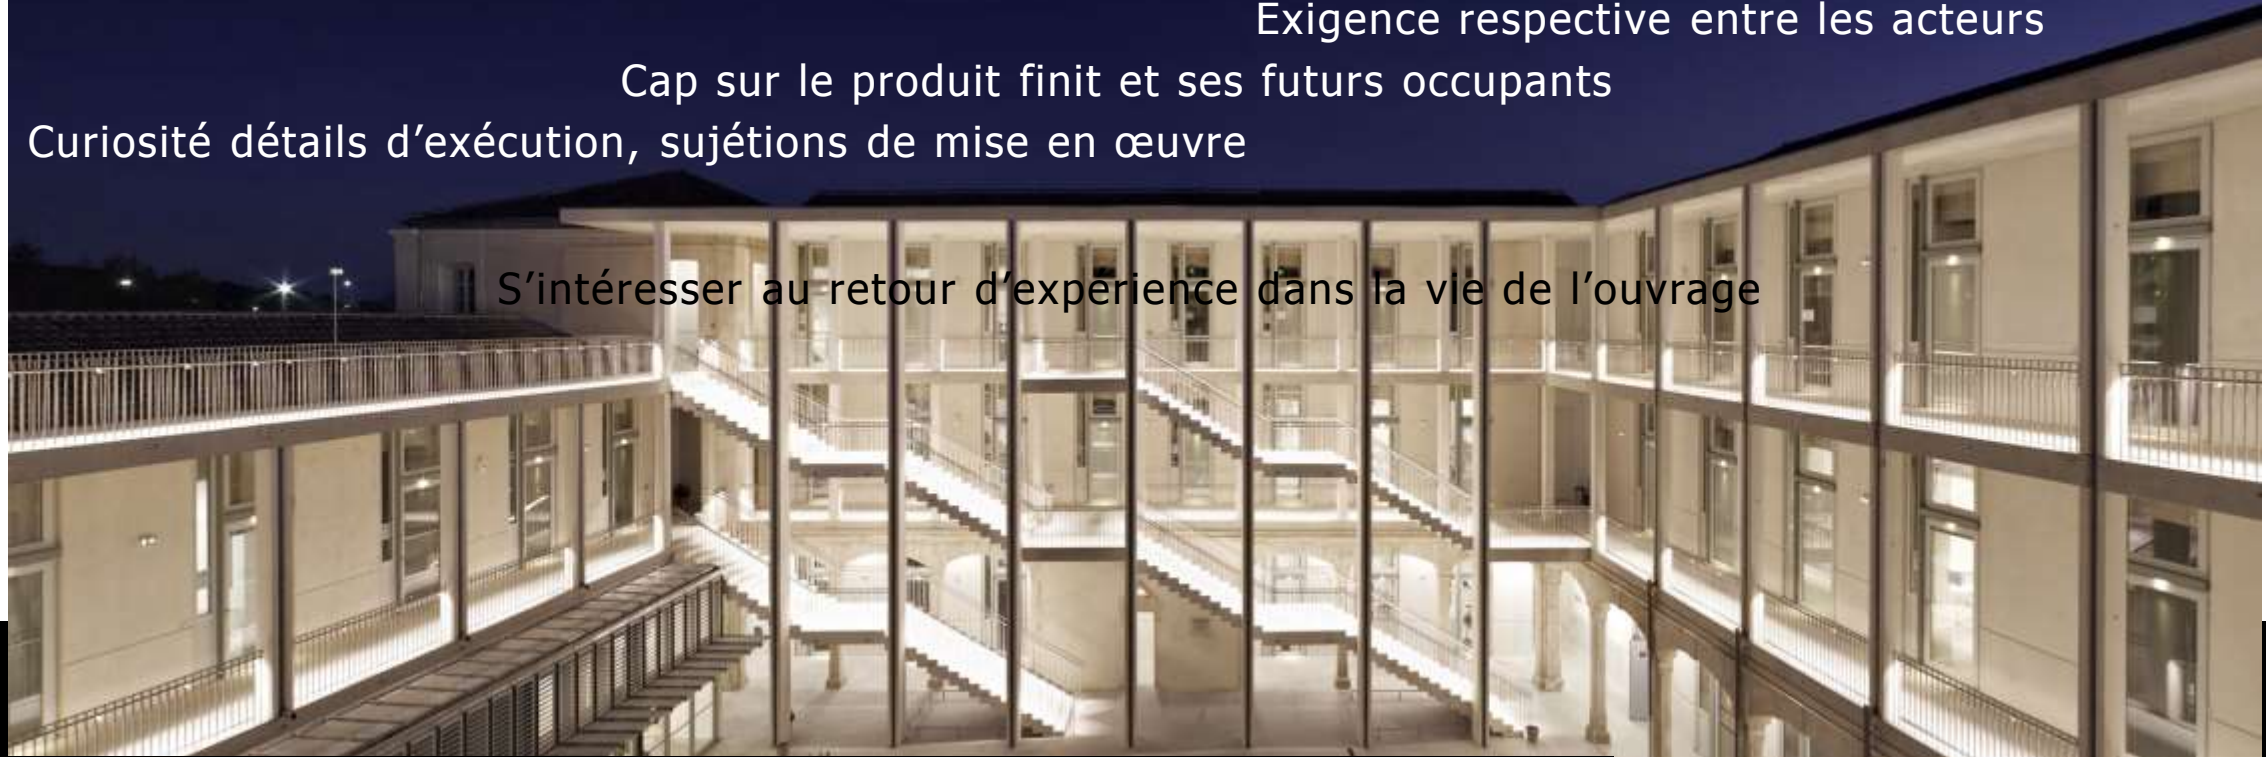 Exigence respective entre les acteurs
Cap sur le produit finit et ses futurs occupants
Curiosité détails d’exécution, sujétions de mise en œuvre
S’intéresser au retour d’expérience dans la vie de l’ouvrage